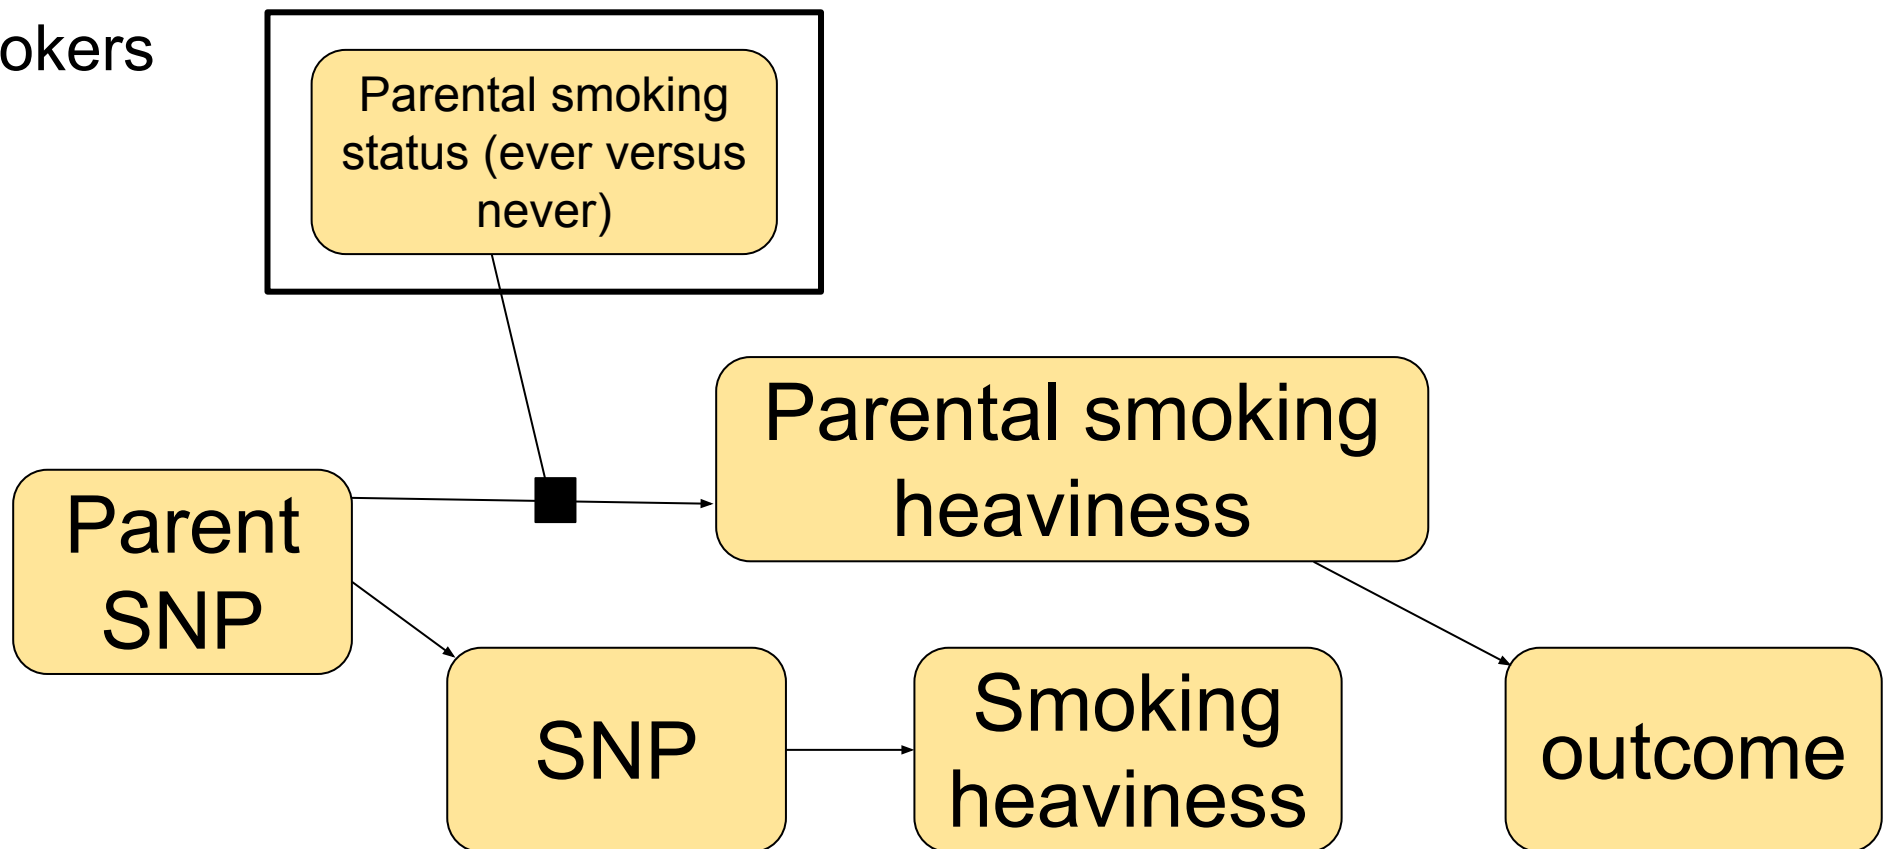 okers
Parental smoking
status (ever versus
never)
Parental smoking
heaviness
Parent
SNP
SNP
Smoking
heaviness
outcome